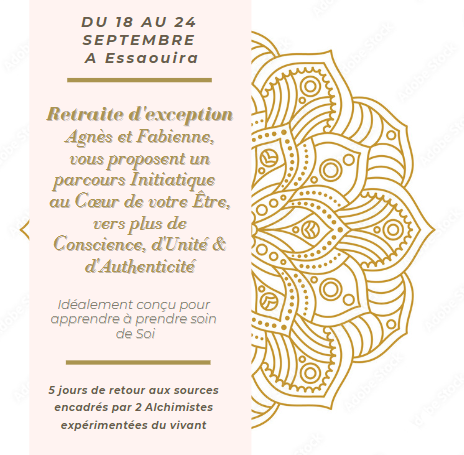 DU 18 AU 24
SEPTEMBRE
A Essaouira
Retraite d'exception
Agnès et Fabienne,
vous proposent un
parcours Initiatique
au Cœur de votre Être,
vers plus de
Conscience, d'Unité &
d'Authenticité
Idéalement conçu pour
apprendre à prendre soin
de Soi
5 jours de retour aux sources
encadrés par 2 Alchimistes
expérimentées du vivant